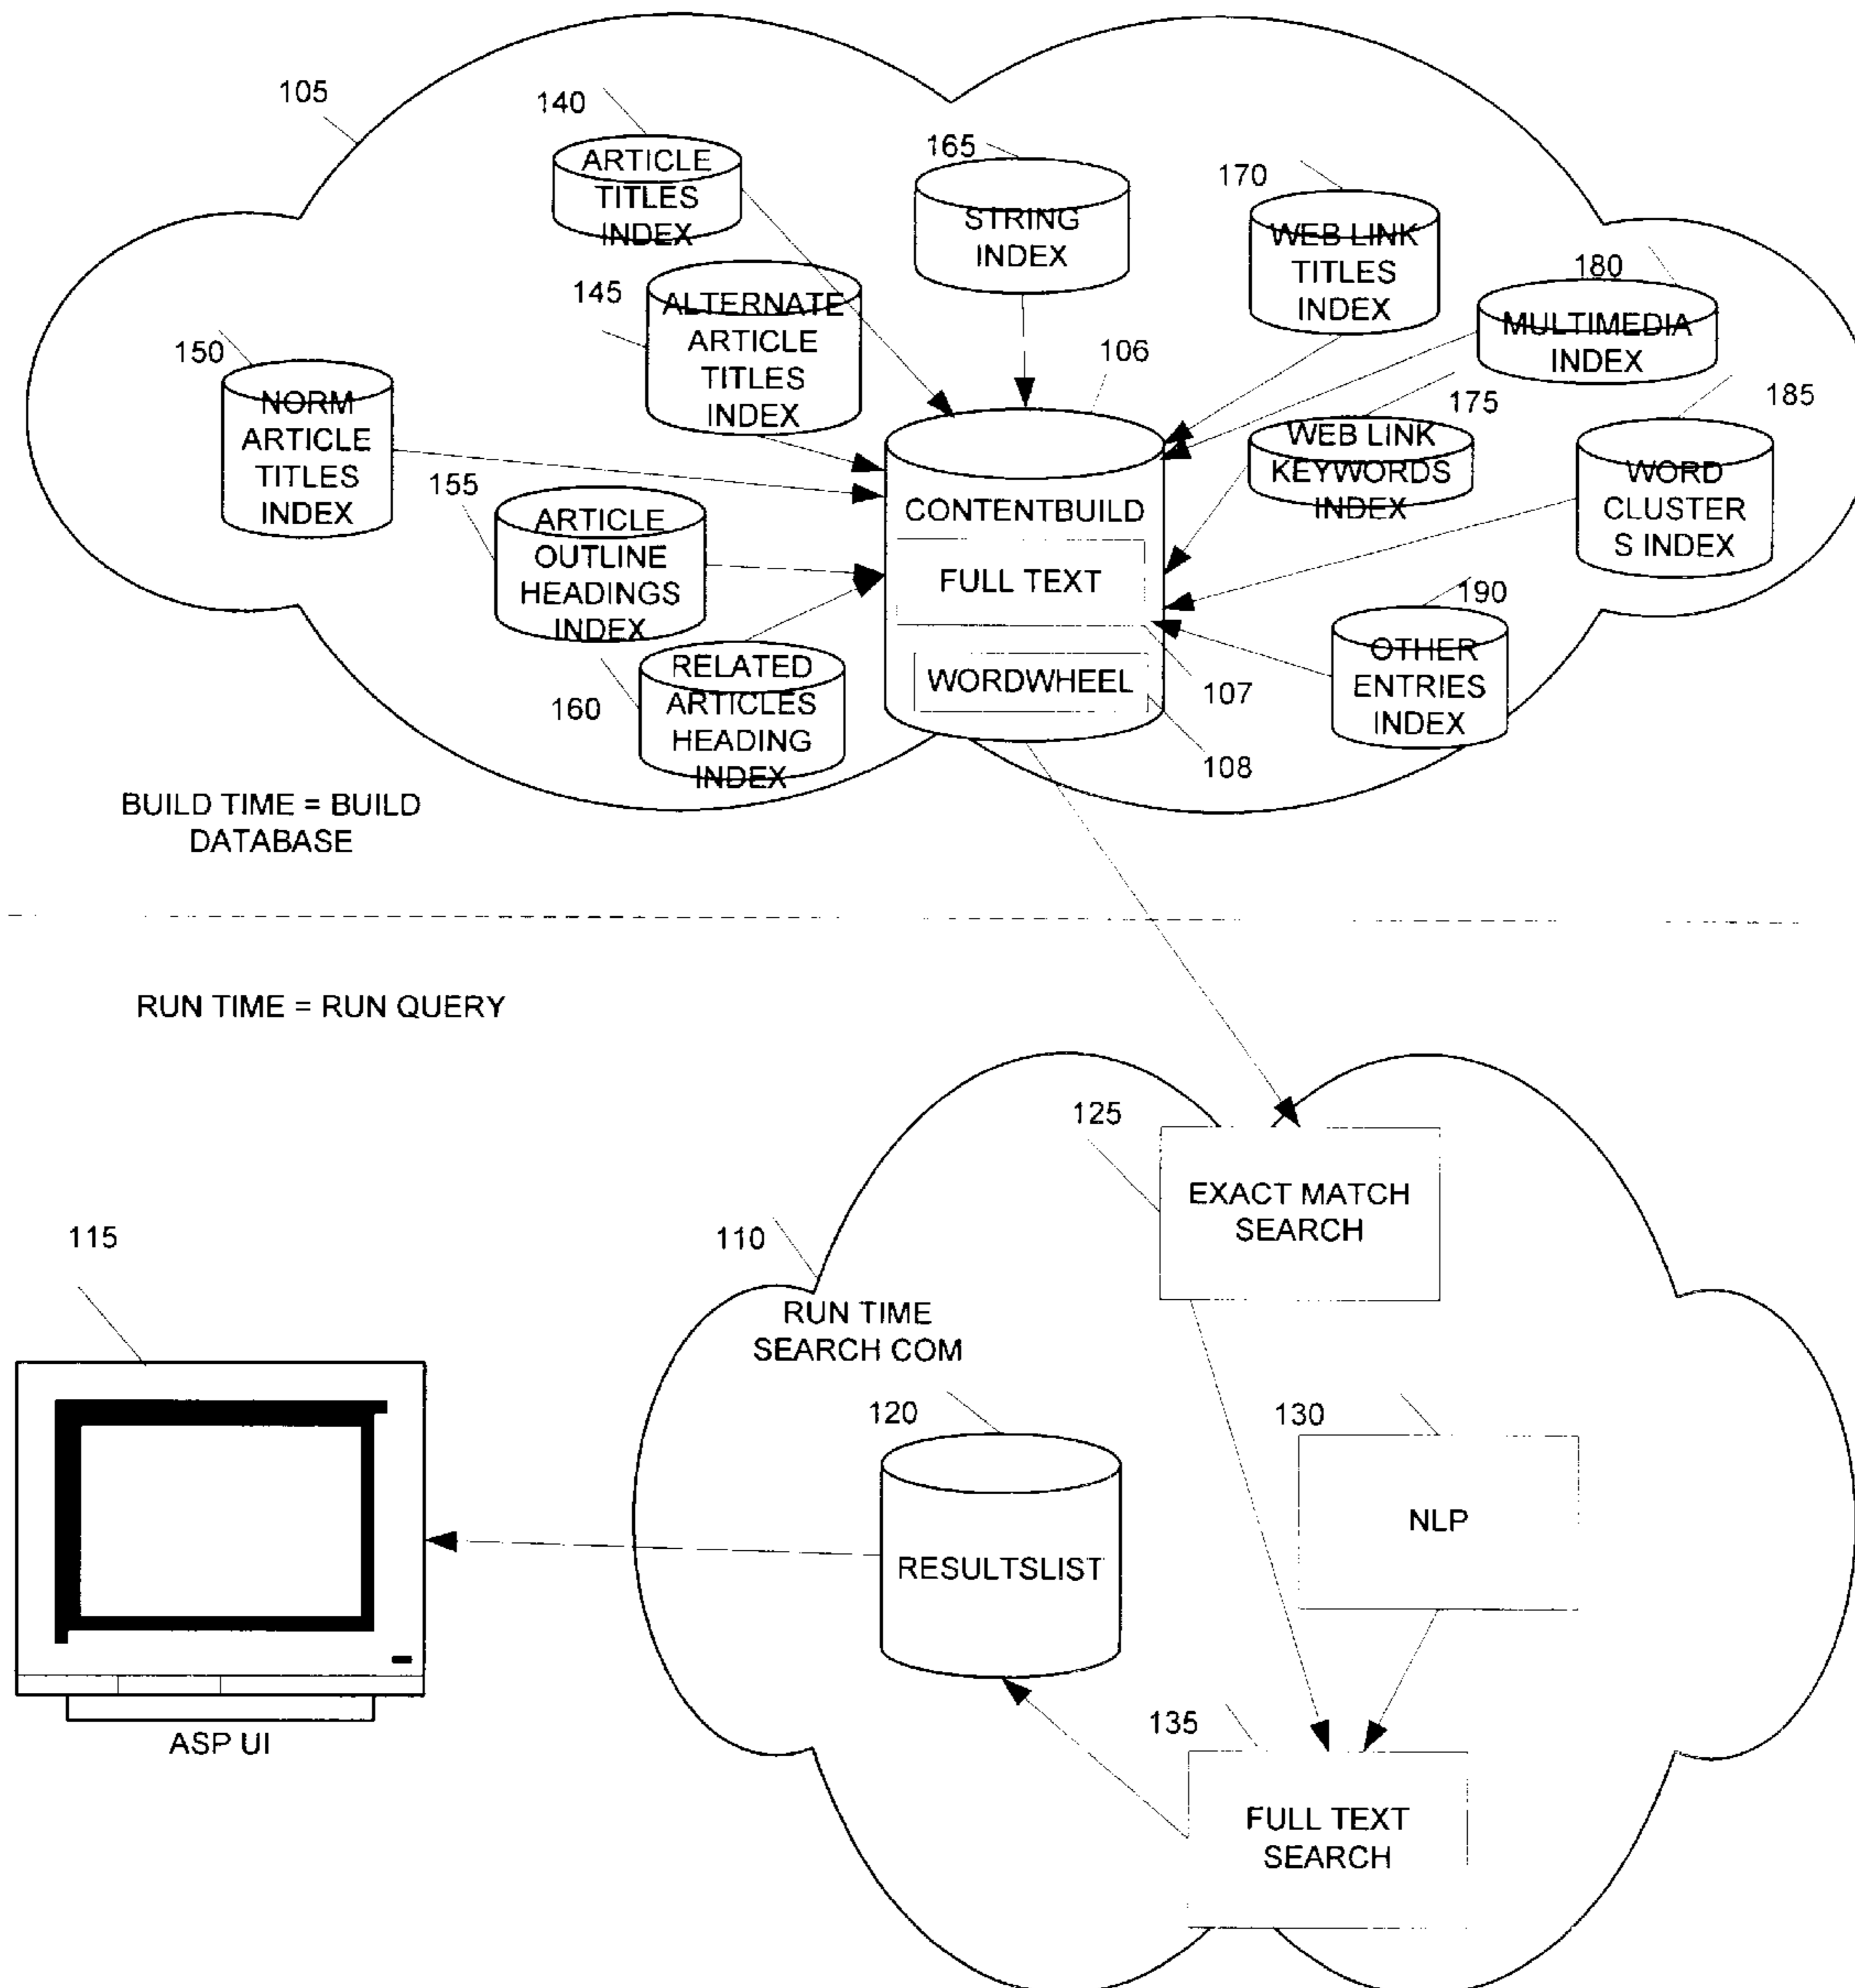 105
140
ARTICLE
TITLES
INDEX
165
STRING
INDEX
170
WEB LINK
TITLES
INDEX
180
MULTIMEDIA
INDEX
145
ALTERNATE
ARTICLE
TITLES
INDEX
150
NORM
ARTICLE
TITLES
INDEX
106
175
WEB LINK
KEYWORDS
INDEX
185
WORD
CLUSTER
S INDEX
155
ARTICLE
OUTLINE
HEADINGS
INDEX
CONTENTBUILD
FULL TEXT
WORDWHEEL
107
108
190
OTHER
ENTRIES
INDEX
160
RELATED
ARTICLES
HEADING
INDEX
BUILD TIME = BUILD
DATABASE
RUN TIME = RUN QUERY
125
EXACT MATCH
SEARCH
115
110
RUN TIME
SEARCH COM
120
RESULTSLIST
130
NLP
ASP UI
135
FULL TEXT
SEARCH